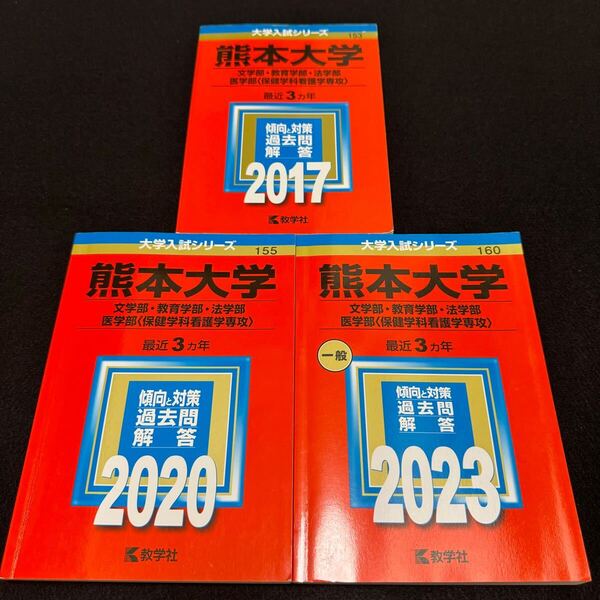 大学入試シリーズ
153
熊本大学
文学部・教育学部・法学部
医学部〈保健学科看護学専攻〉
最近3カ年
傾向と対策
過去問
解答
2017
教学社
大学入試シリーズ
155
熊本大学
文学部・教育学部・法学部
医学部〈保健学科看護学専攻〉
最近3カ年
傾向と対策
過去問
解答
2020
教学社
大学入試シリーズ
160
熊本大学
文学部・教育学部・法学部
医学部〈保健学科看護学専攻〉
一般
最近3カ年
傾向と対策
過去問
解答
2023
教学社